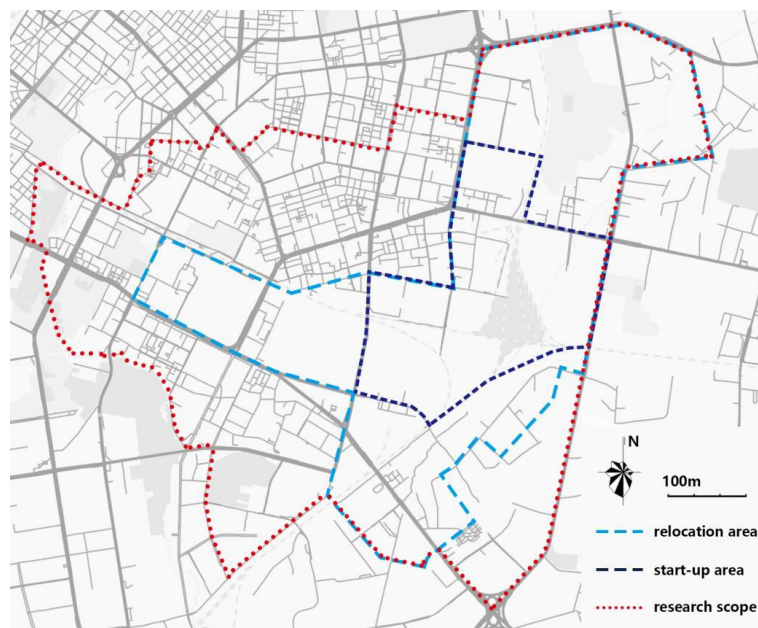 N
100m
relocation area
start-up area
research scope